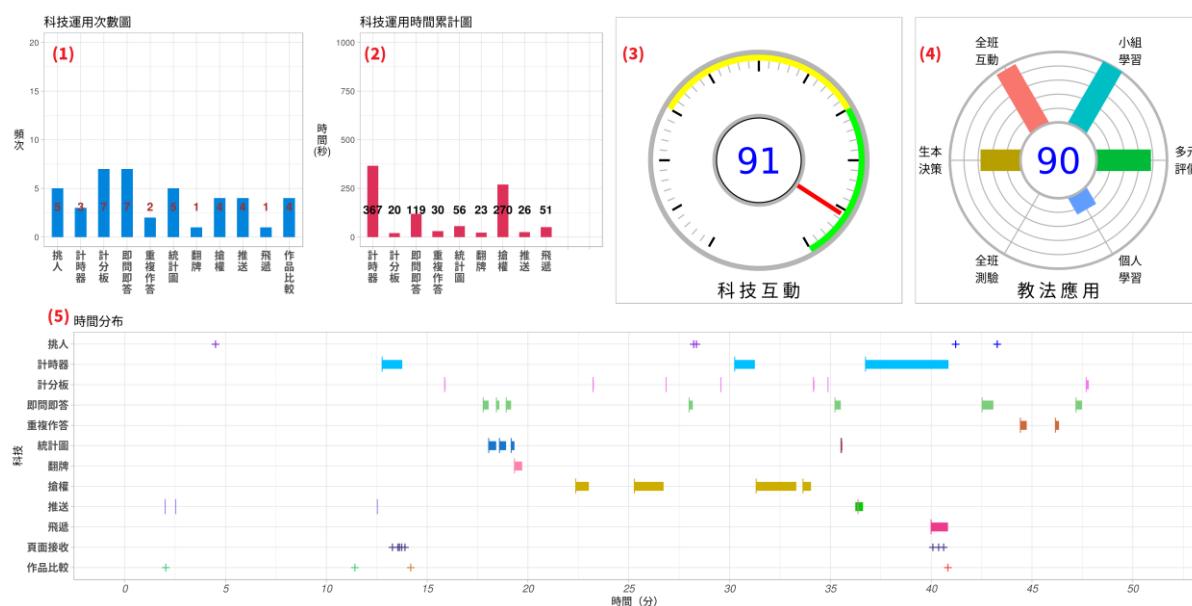 科技運用次數圖
(1)
頻次
20
15
10
5
0
5
3
7
7
2
5
1
4
4
1
4
挑人
計時器
計分板
即問即答
重複作答
統計圖
翻牌
搶權
推送
飛遞
作品比較
科技運用時間累計圖
(2)
時間(秒)
1000
750
500
250
0
367
20
119
30
56
23
270
26
51
計時器
計分板
即問即答
重複作答
統計圖
翻牌
搶權
推送
飛遞
(3)
91
科技互動
(4)
全班互動
小組學習
生本決策
90
多元評價
全班測驗
個人學習
教法應用
(5) 時間分布
科技
挑人
計時器
計分板
即問即答
重複作答
統計圖
翻牌
搶權
推送
飛遞
頁面接收
作品比較
0 5 10 15 20 25 30 35 40 45 50
時間（分）